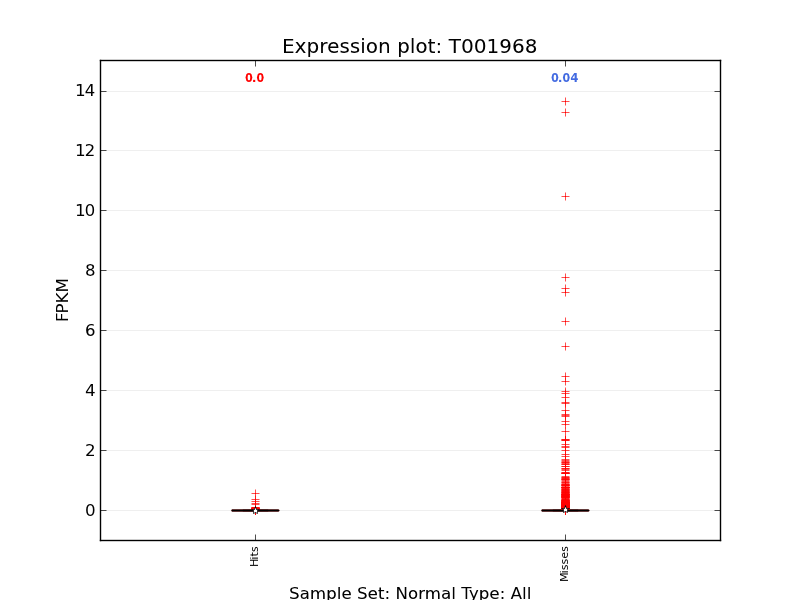 Expression plot: T001968
0.0
0.04
14
12
10
8
6
4
2
0
FPKM
Hits
Misses
Sample Set: Normal Type: All